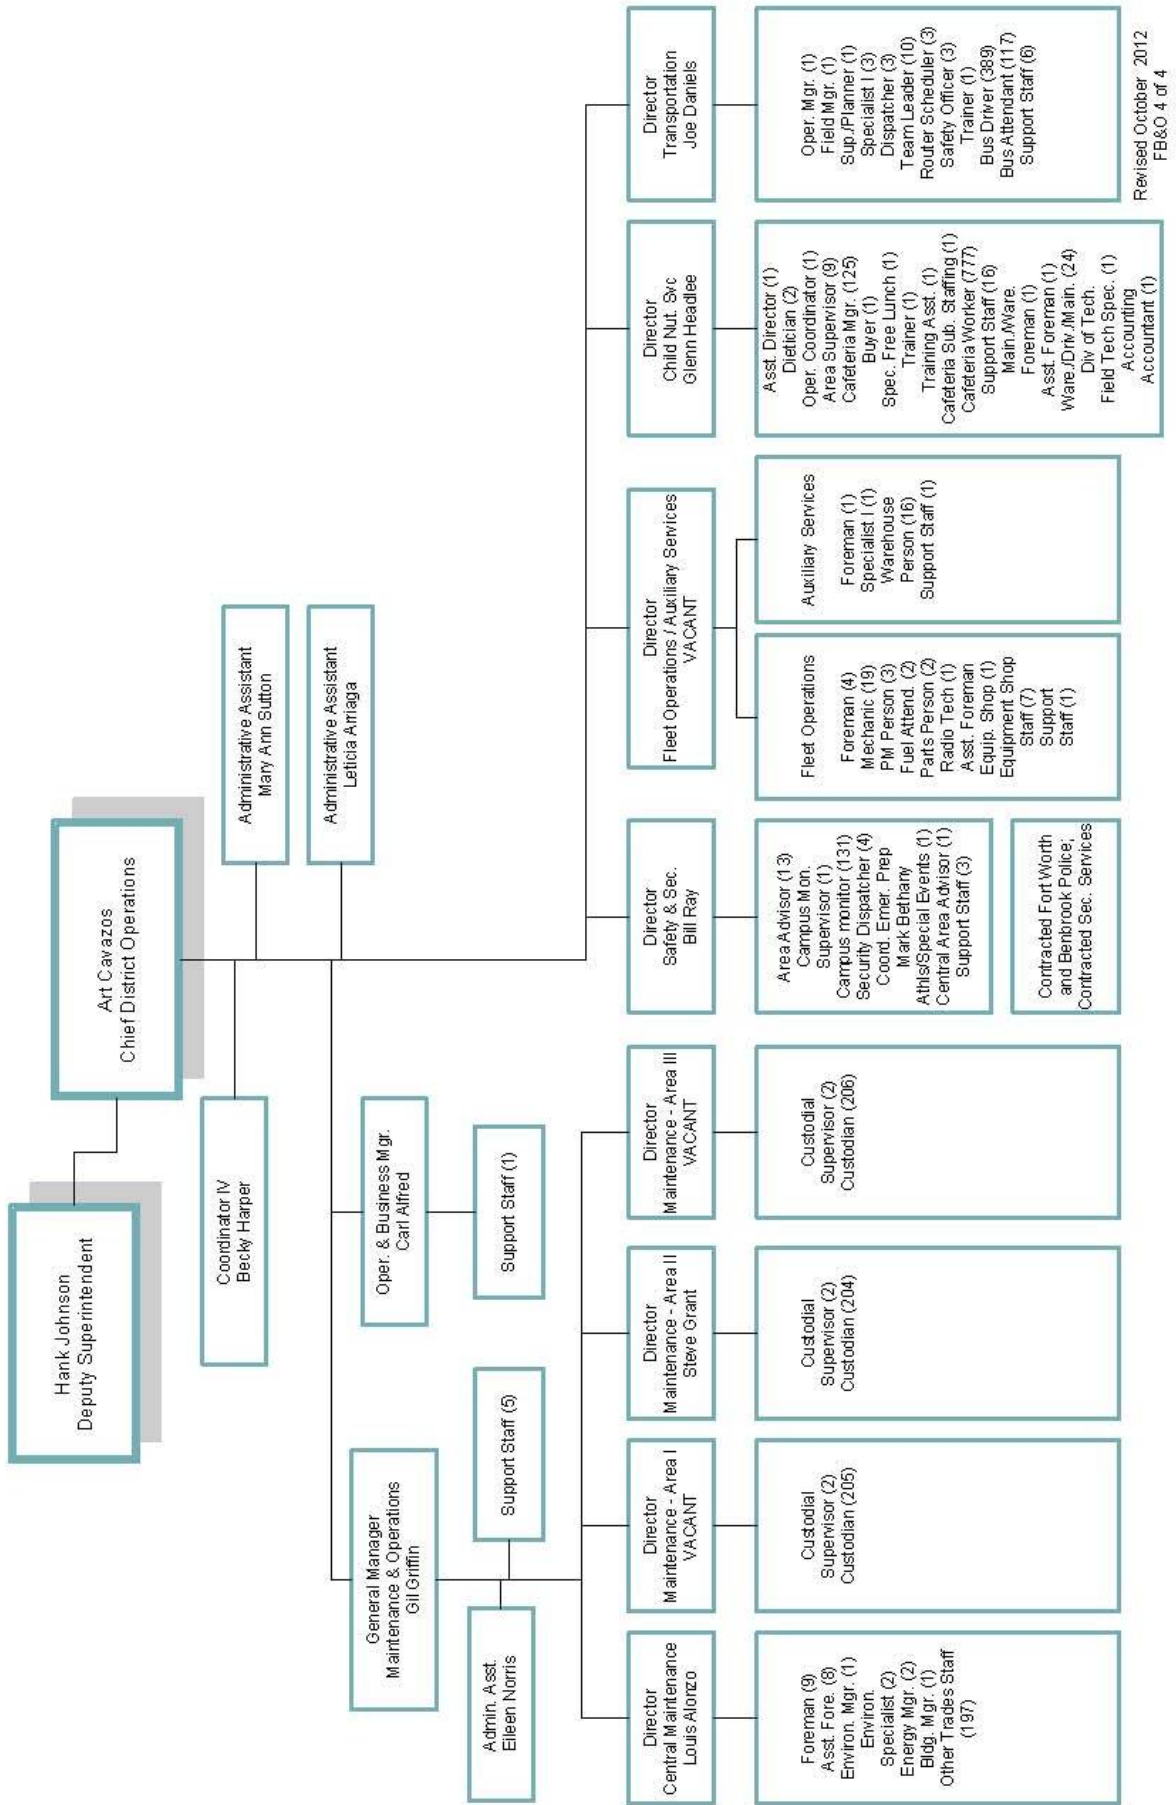 Hank Johnson
Deputy Superintendent
Art Cavazos
Chief District Operations
Coordinator IV
Becky Harper
Administrative Assistant
Mary Ann Sutton
Administrative Assistant
Leticia Arriaga
General Manager
Maintenance & Operations
Gil Griffin
Oper. & Business Mgr.
Carl Alfred
Admin. Asst.
Eileen Norris
Support Staff (5)
Support Staff (1)
Director
Central Maintenance
Louis Alonzo
Director
Maintenance - Area I
VACANT
Director
Maintenance - Area II
Steve Grant
Director
Maintenance - Area III
VACANT
Director
Safety & Sec.
Bill Ray
Director
Fleet Operations / Auxiliary Services
VACANT
Director
Child Nut. Svc
Glenn Headlee
Director
Transportation
Joe Daniels
Foreman (9)
Asst. Fore. (8)
Environ. Mgr. (1)
Environ.
Specialist (2)
Energy Mgr. (2)
Bldg. Mgr. (1)
Other Trades Staff
(197)
Custodial
Supervisor (2)
Custodian (205)
Custodial
Supervisor (2)
Custodian (204)
Custodial
Supervisor (2)
Custodian (206)
Area Advisor (13)
Campus Mon.
Supervisor (1)
Campus monitor (131)
Security Dispatcher (4)
Coord. Emer. Prep
Mark Bethany
Athls/Special Events (1)
Central Area Advisor (1)
Support Staff (3)
Contracted Fort Worth
and Benbrook Police;
Contracted Sec. Services
Fleet Operations
Foreman (4)
Mechanic (19)
PM Person (3)
Fuel Attend. (2)
Parts Person (2)
Radio Tech (1)
Asst. Foreman
Equip. Shop (1)
Equipment Shop
Staff (7)
Support
Staff (1)
Auxiliary Services
Foreman (1)
Specialist I (1)
Warehouse
Person (16)
Support Staff (1)
Asst. Director (1)
Dietician (2)
Oper. Coordinator (1)
Area Supervisor (9)
Cafeteria Mgr. (125)
Buyer (1)
Spec. Free Lunch (1)
Trainer (1)
Training Asst. (1)
Cafeteria Sub. Staffing (1)
Cafeteria Worker (777)
Support Staff (16)
Main./Ware.
Foreman (1)
Asst. Foreman (1)
Ware./Driv./Main. (24)
Div of Tech.
Field Tech Spec. (1)
Accounting
Accountant (1)
Oper. Mgr. (1)
Field Mgr. (1)
Sup./Planner (1)
Specialist I (3)
Dispatcher (3)
Team Leader (10)
Router Scheduler (3)
Safety Officer (3)
Trainer (1)
Bus Driver (389)
Bus Attendant (117)
Support Staff (6)
Revised October 2012
FB&O 4 of 4